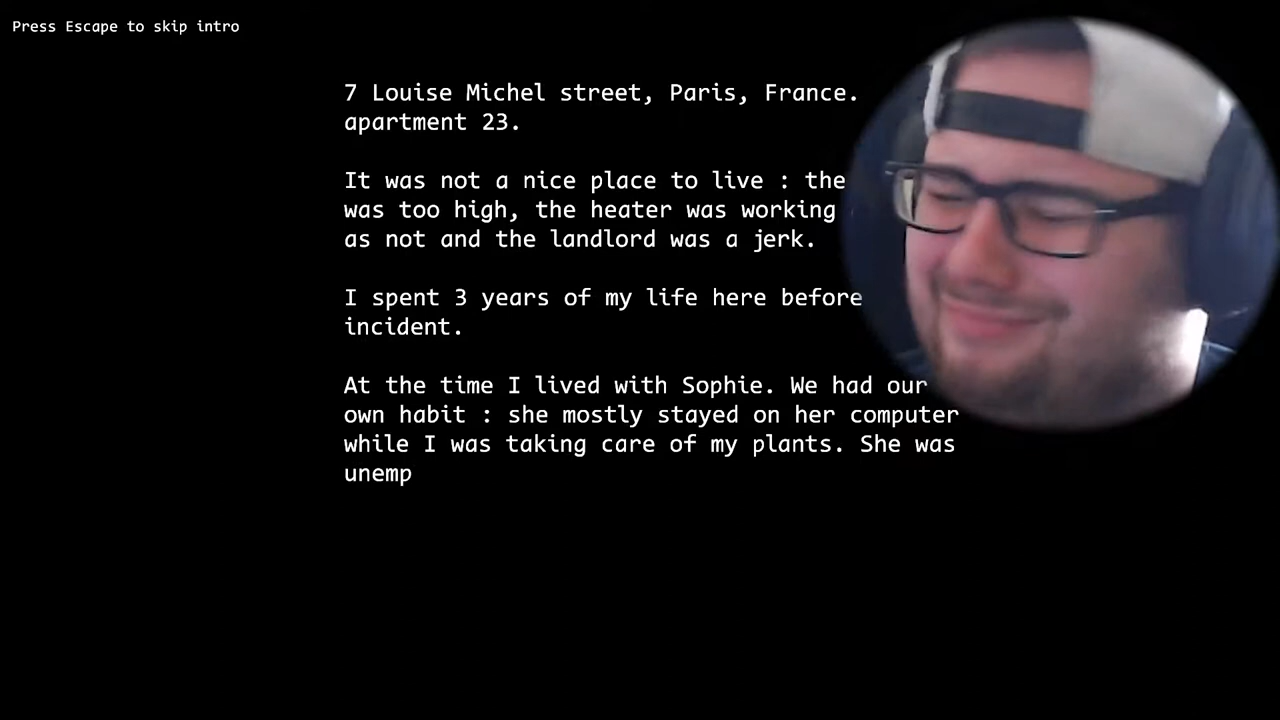 Press Escape to skip intro
7 Louise Michel street, Paris, France.
apartment 23.
It was not a nice place to live : the
was too high, the heater was working
as not and the landlord was a jerk.
I spent 3 years of my life here before
incident.
At the time I lived with Sophie. We had our
own habit : she mostly stayed on her computer
while I was taking care of my plants. She was
unemp